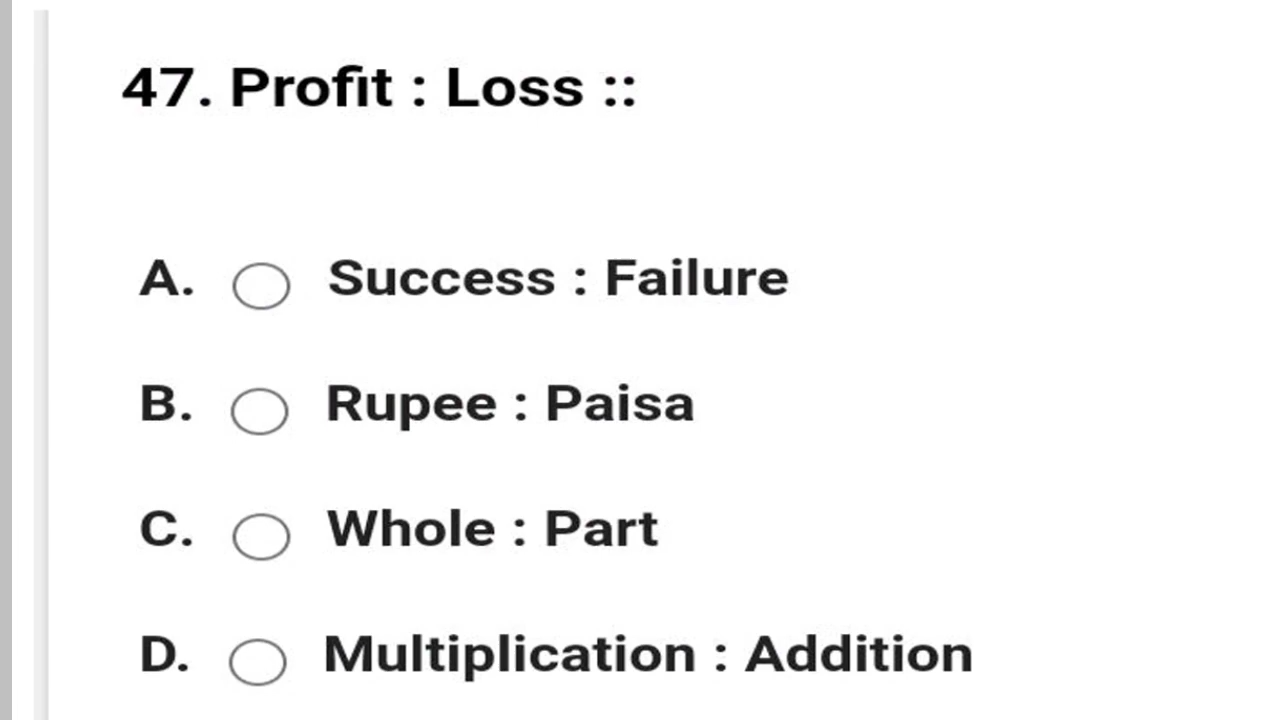 47. Profit : Loss ::
A. Success : Failure
B. Rupee : Paisa
C. Whole : Part
D. Multiplication : Addition